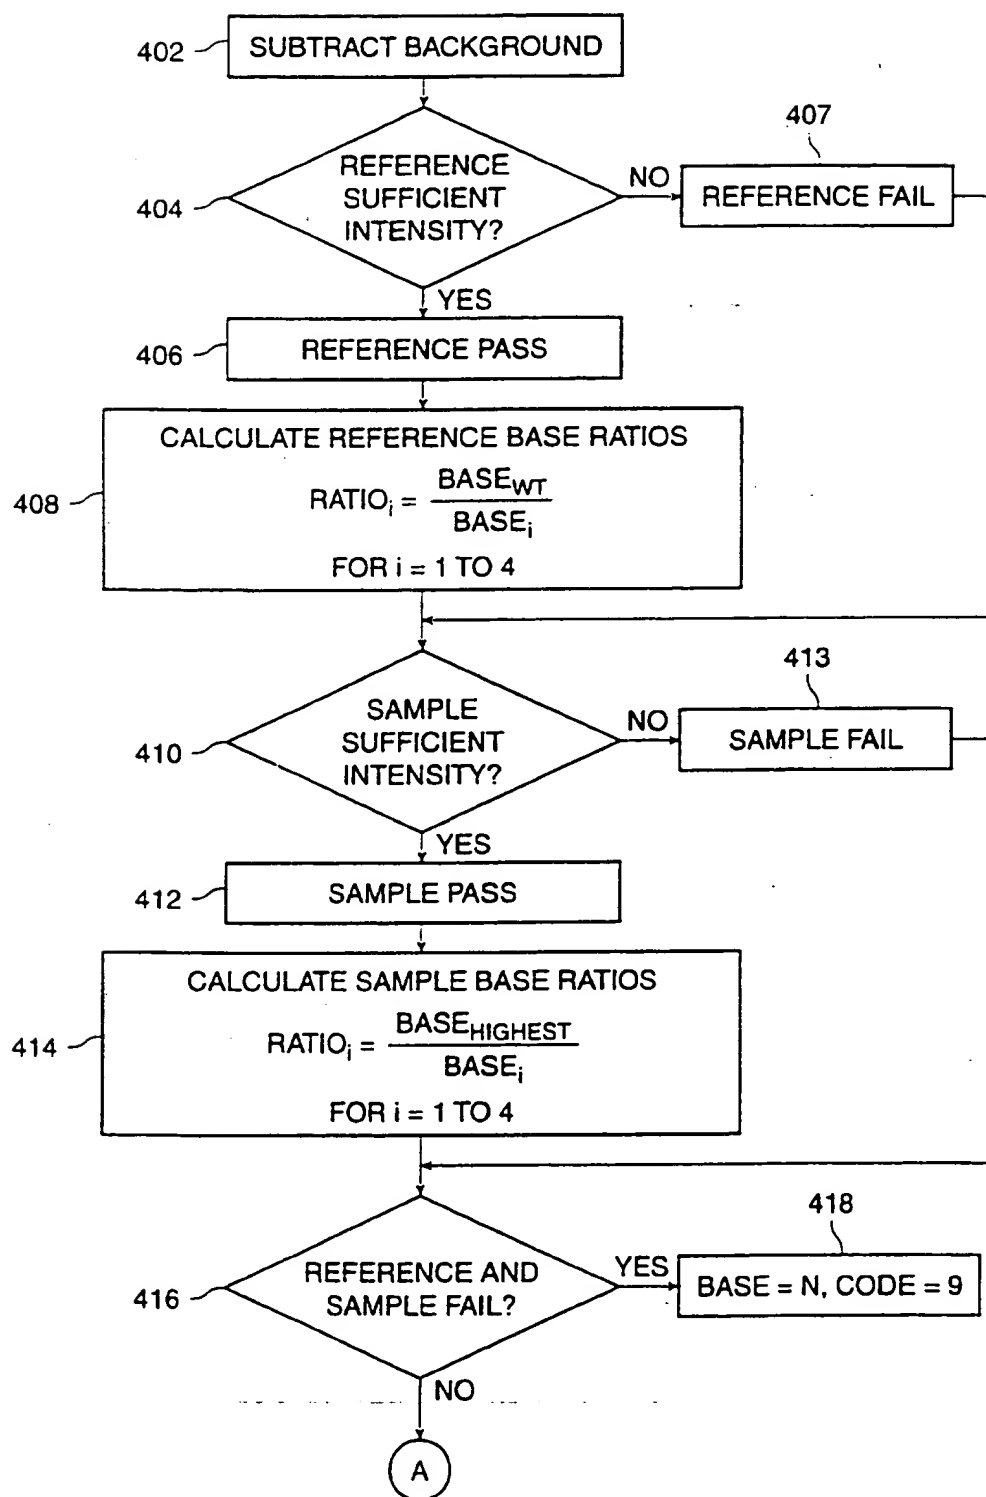 402
SUBTRACT BACKGROUND
407
404
REFERENCE
SUFFICIENT
INTENSITY?
NO
REFERENCE FAIL
YES
406
REFERENCE PASS
408
CALCULATE REFERENCE BASE RATIOS
RATIOi = BASEWT / BASEi
FOR i = 1 TO 4
413
410
SAMPLE
SUFFICIENT
INTENSITY?
NO
SAMPLE FAIL
YES
412
SAMPLE PASS
414
CALCULATE SAMPLE BASE RATIOS
RATIOi = BASEHIGHEST / BASEi
FOR i = 1 TO 4
418
416
REFERENCE AND
SAMPLE FAIL?
YES
BASE = N, CODE = 9
NO
A